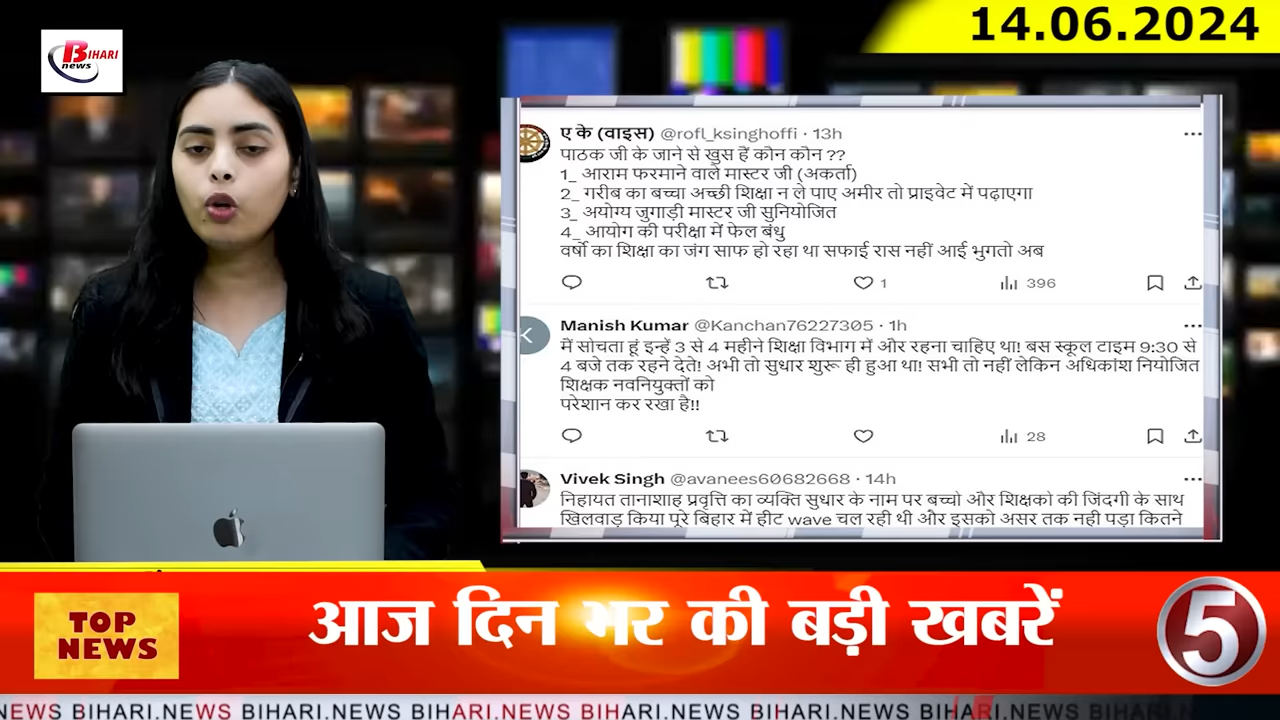 14.06.2024
BIHARI
news
ए के (वाइस) @rofl_ksinghoffi · 13h
पाठक जी के जाने से खुस हैं कौन कौन ??
1_ आराम फरमाने वाले मास्टर जी (अकर्ता)
2_ गरीब का बच्चा अच्छी शिक्षा न ले पाए अमीर तो प्राइवेट में पढ़ाएगा
3_ अयोग्य जुगाड़ी मास्टर जी सुनियोजित
4_ आयोग की परीक्षा में फेल बंधु
वर्षो का शिक्षा का जंग साफ हो रहा था सफाई रास नहीं आई भुगतो अब
1
396
K
Manish Kumar @Kanchan76227305 · 1h
में सोचता हूं इन्हें 3 से 4 महीने शिक्षा विभाग में और रहना चाहिए था! बस स्कूल टाइम 9:30 से
4 बजे तक रहने देते! अभी तो सुधार शुरू ही हुआ था! सभी तो नहीं लेकिन अधिकांश नियोजित
शिक्षक नवनियुक्तों को
परेशान कर रखा है!!
28
Vivek Singh @avanees60682668 · 14h
निहायत तानाशाह प्रवृत्ति का व्यक्ति सुधार के नाम पर बच्चो और शिक्षको की जिंदगी के साथ
खिलवाड़ किया पूरे बिहार में हीट wave चल रही थी और इसको असर तक नही पड़ा कितने
TOP
NEWS
आज दिन भर की बड़ी खबरें
5
NEWS BIHARI.NEWS BIHARI.NEWS BIHARI.NEWS BIHARI.NEWS BIHARI.NEWS BIHARI.NEWS BIHARI.NEWS